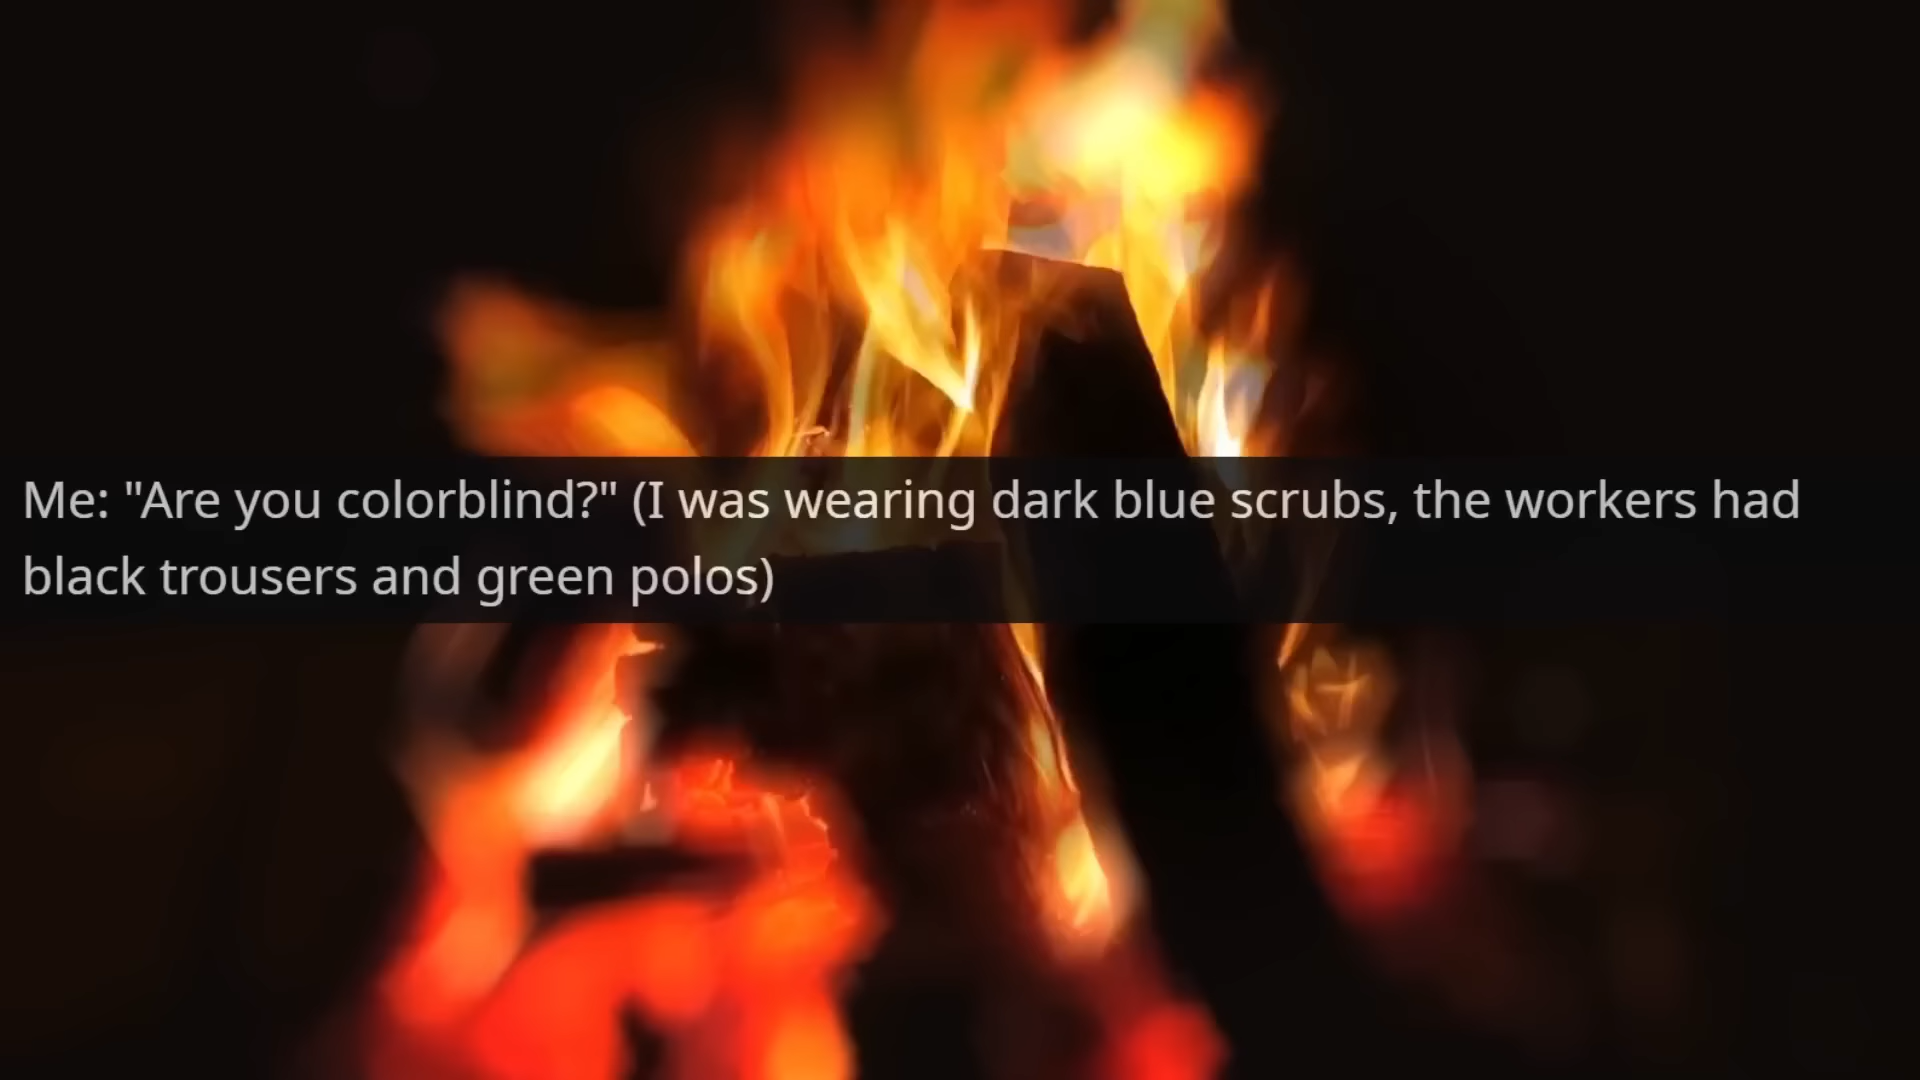 Me: "Are you colorblind?" (I was wearing dark blue scrubs, the workers had
black trousers and green polos)